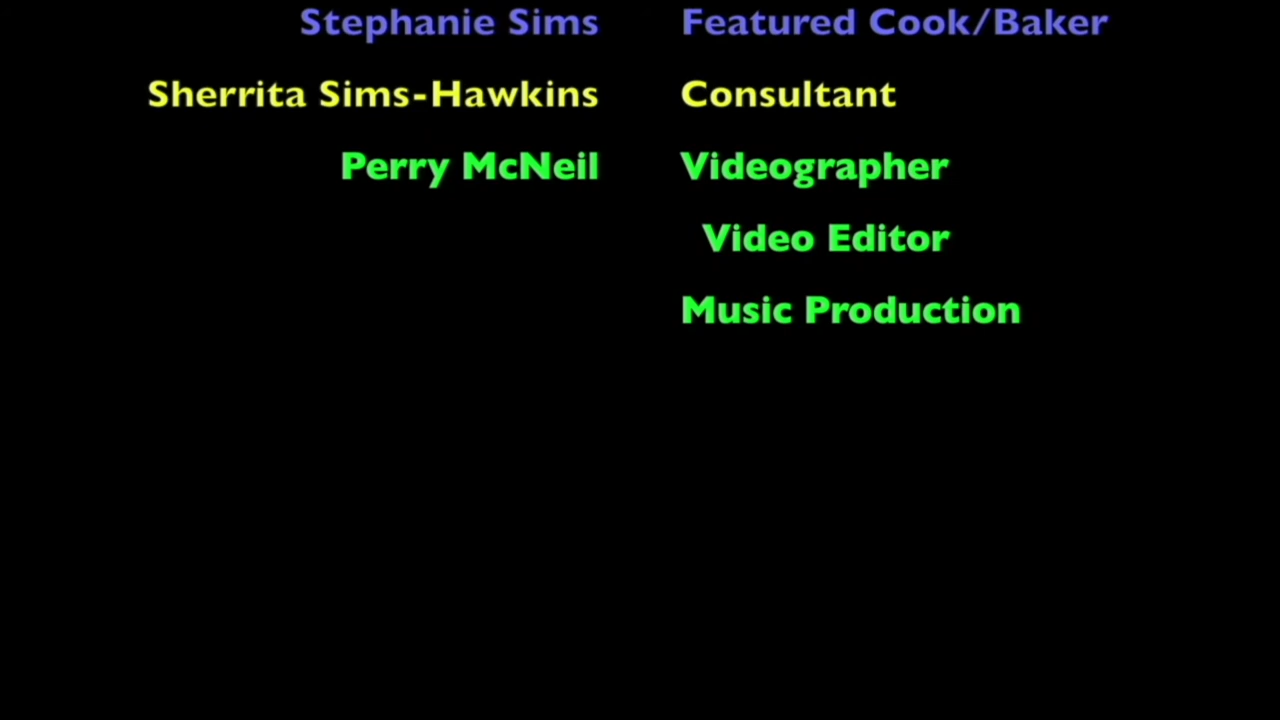 Stephanie Sims Featured Cook/Baker
Sherrita Sims-Hawkins Consultant
Perry McNeil Videographer
Video Editor
Music Production